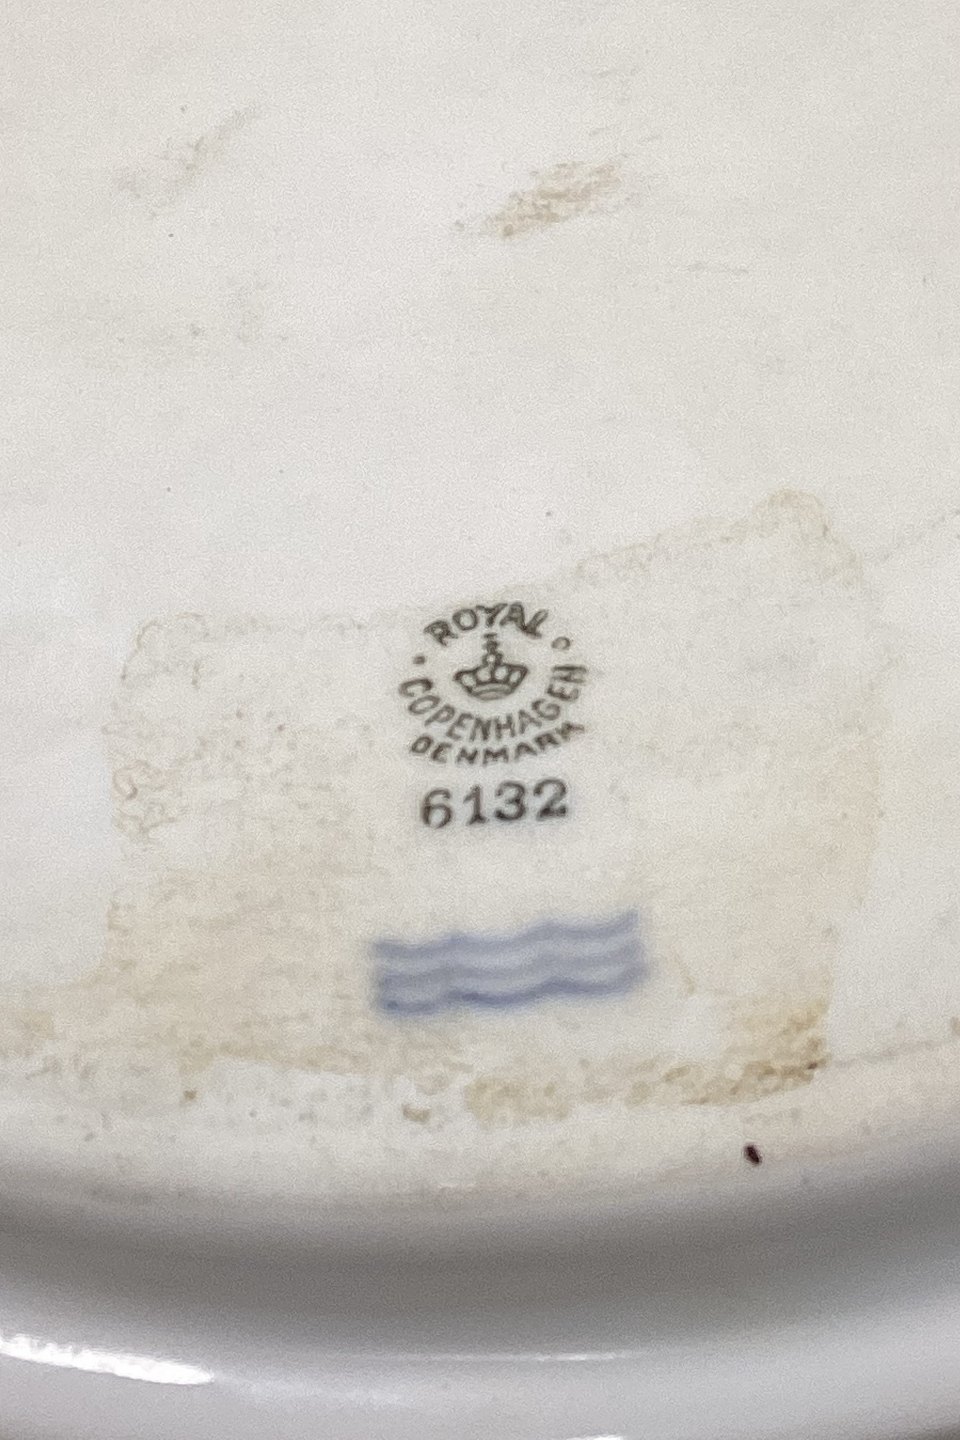 ROYAL
COPENHAGEN
DENMARK
6132